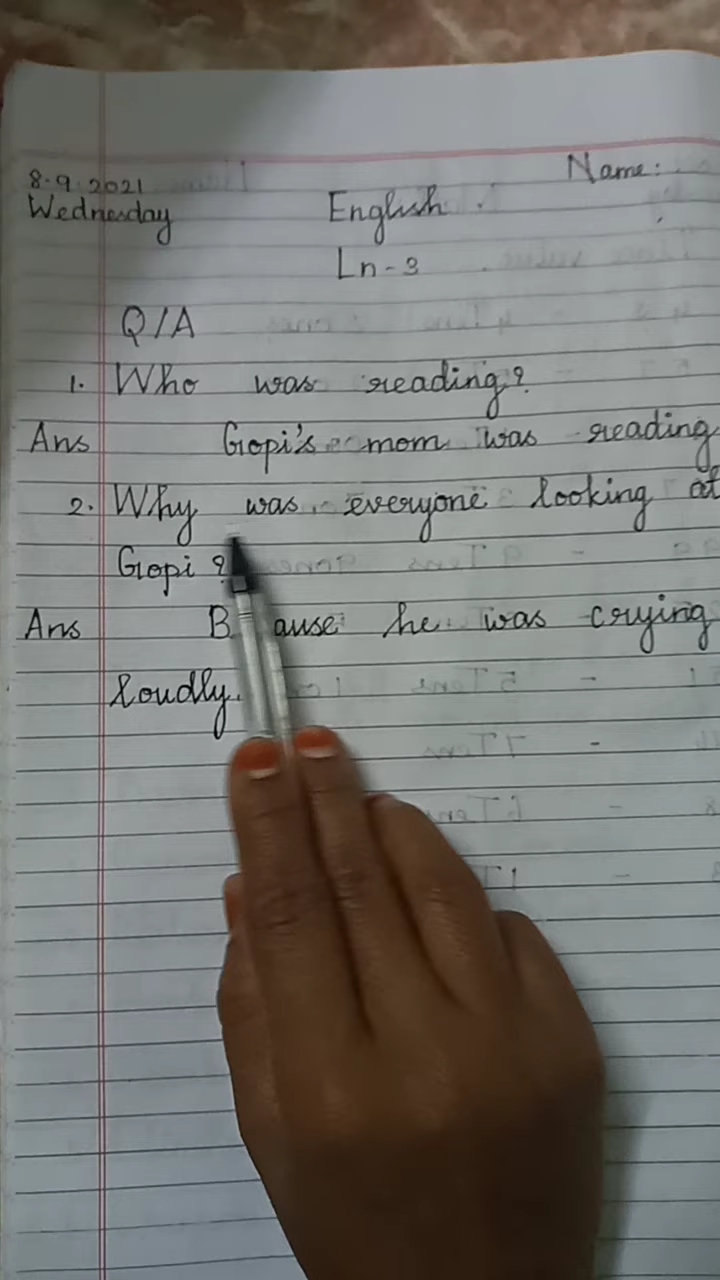 Name:
8.9.2021
Wednesday English.
Ln-3
Q/A
1. Who was reading?
Ans Gopi's mom was reading
2. Why was everyone looking at
Gopi?
Ans B ause he was crying
loudly.